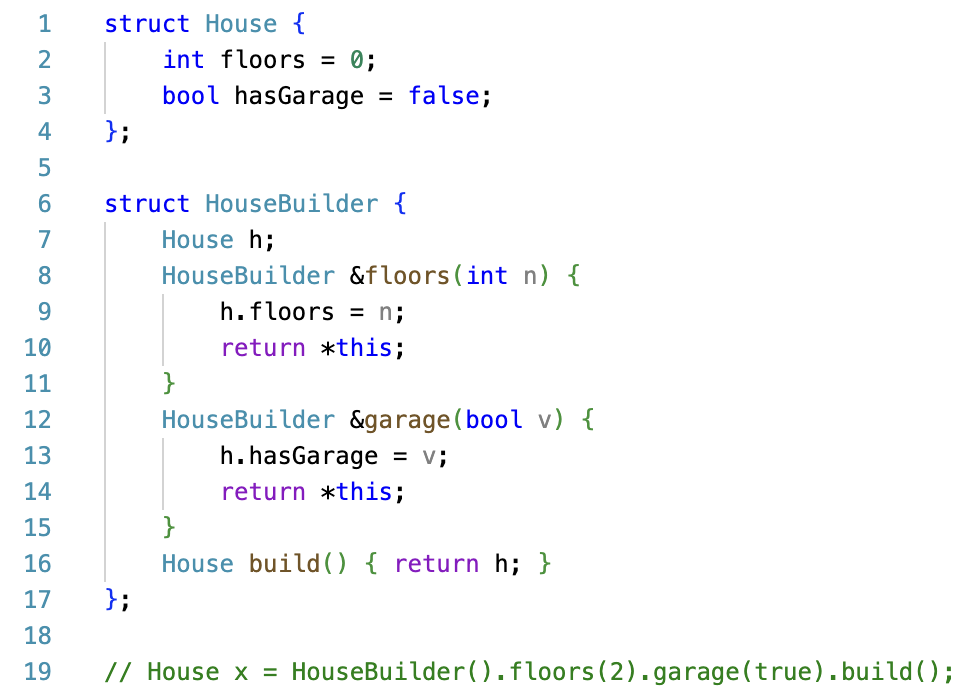 1 struct House {
2     int floors = 0;
3     bool hasGarage = false;
4 };
5
6 struct HouseBuilder {
7     House h;
8     HouseBuilder &floors(int n) {
9         h.floors = n;
10         return *this;
11     }
12     HouseBuilder &garage(bool v) {
13         h.hasGarage = v;
14         return *this;
15     }
16     House build() { return h; }
17 };
18
19 // House x = HouseBuilder().floors(2).garage(true).build();